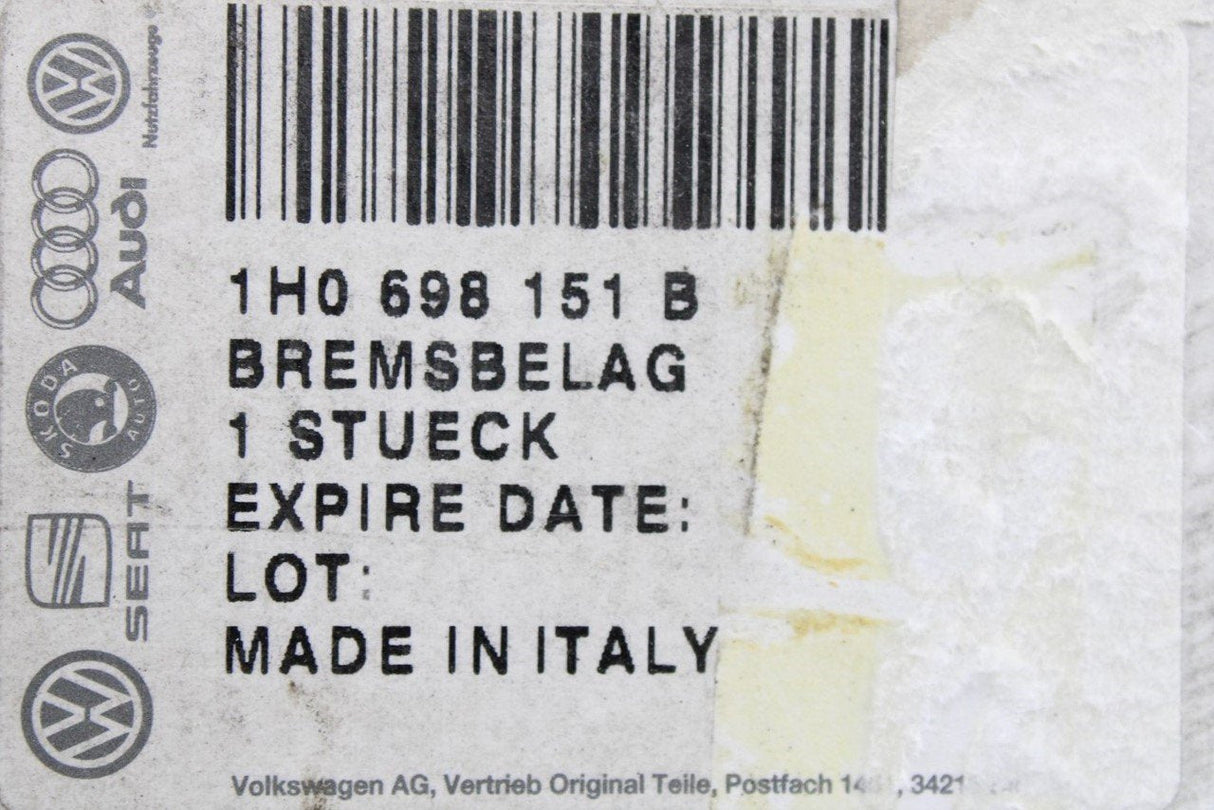 1H0 698 151 B
BREMSBELAG
1 STUECK
EXPIRE DATE:
LOT:
MADE IN ITALY
Volkswagen AG, Vertrieb Original Teile, Postfach
Nutzfahrzeuge
Audi
SKODA
AUTO
SEAT